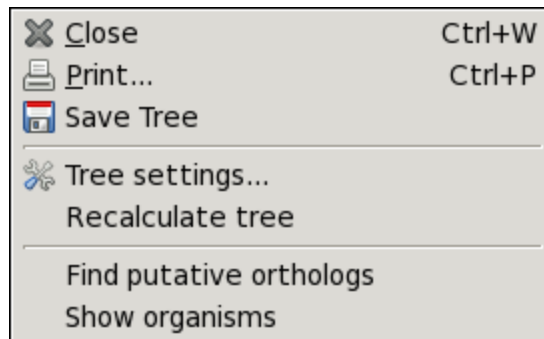 Close Ctrl+W
Print... Ctrl+P
Save Tree
Tree settings...
Recalculate tree
Find putative orthologs
Show organisms